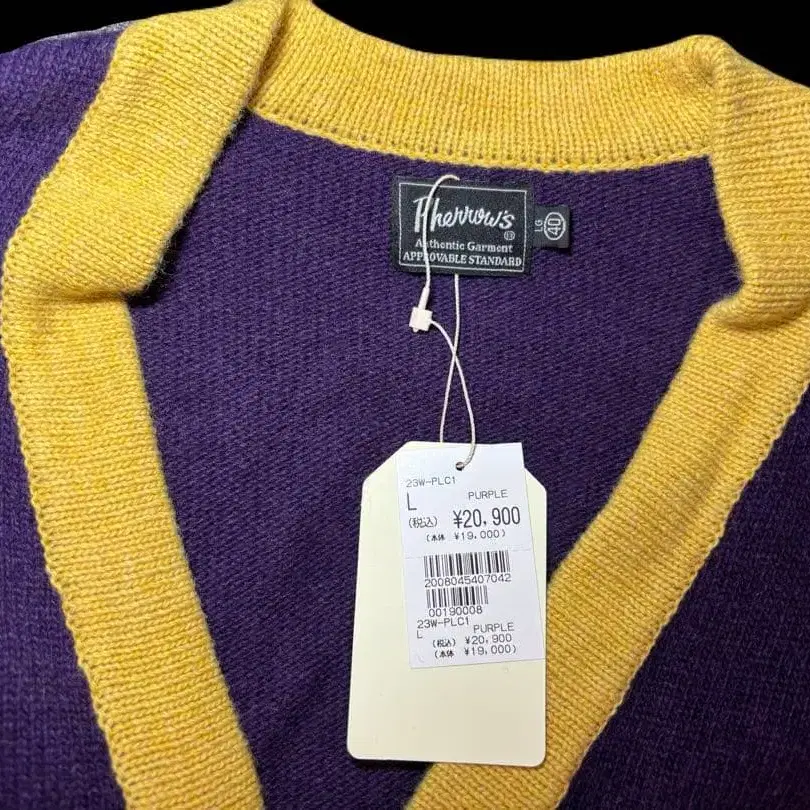 Pherrow's
®
Authentic Garment
APPROVABLE STANDARD
LG
40
23W-PLC1
L PURPLE
(税込) ¥20,900
(本体 ¥19,000)
2008045407042
00190008
23W-PLC1
L PURPLE
(税込) ¥20,900
(本体 ¥19,000)